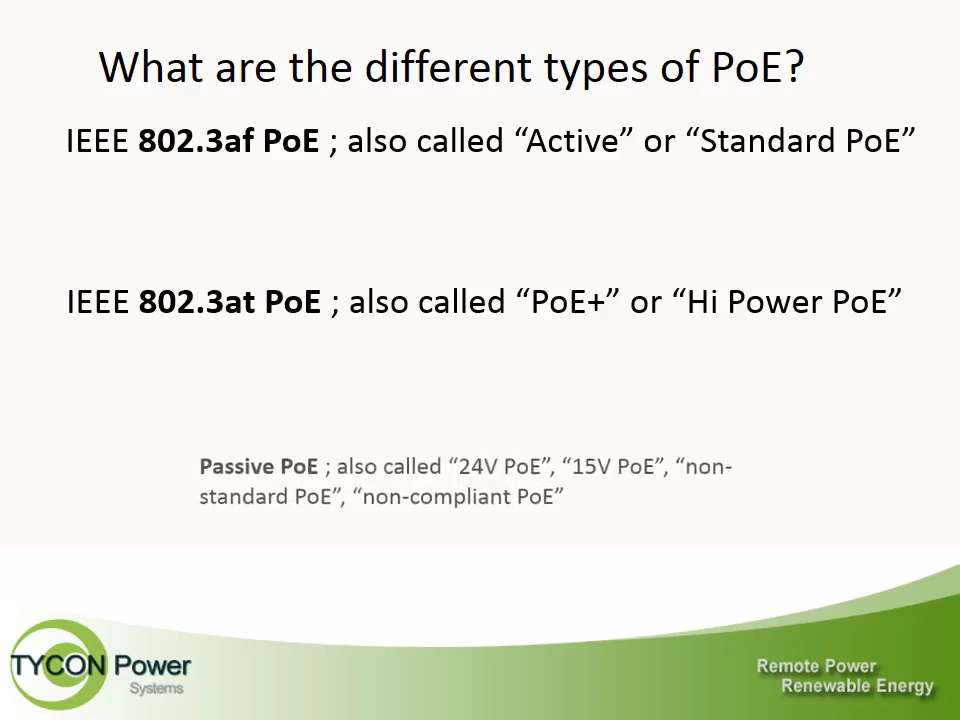 What are the different types of PoE?
IEEE 802.3af PoE ; also called “Active” or “Standard PoE”
IEEE 802.3at PoE ; also called “PoE+” or “Hi Power PoE”
Passive PoE ; also called “24V PoE”, “15V PoE”, “non-
standard PoE”, “non-compliant PoE”
TYCON Power
Systems
Remote Power
Renewable Energy